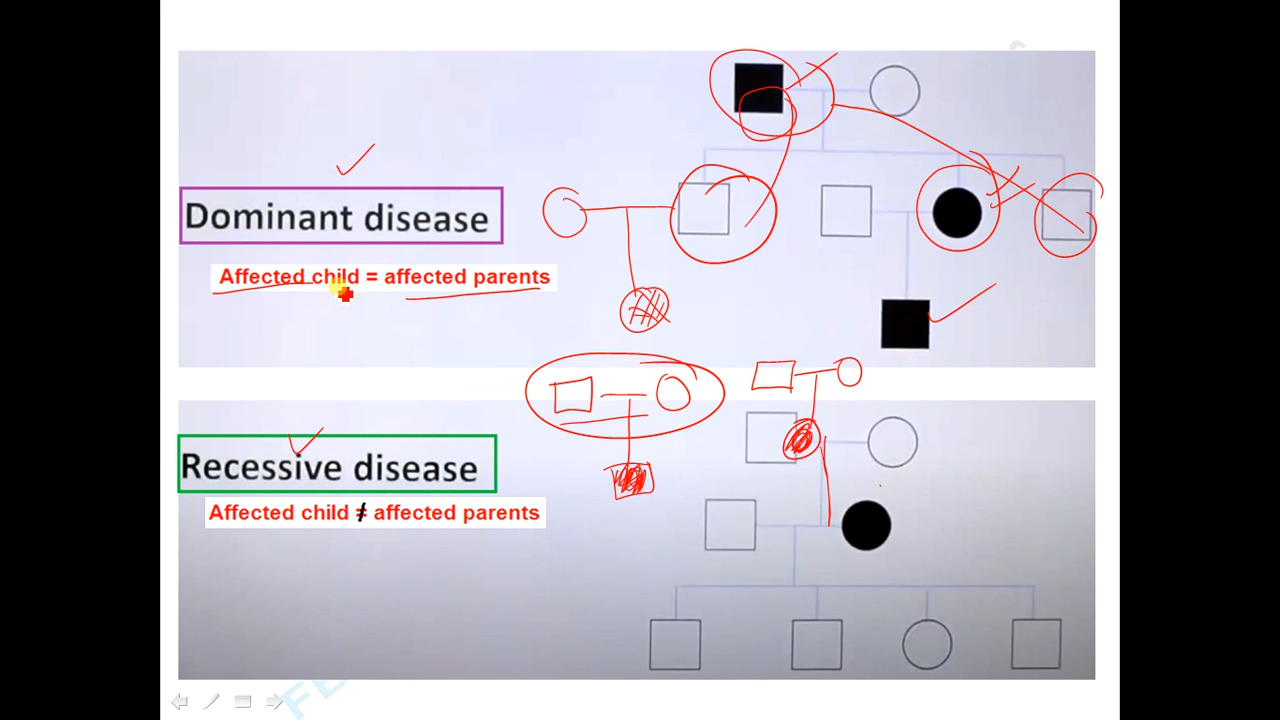 Dominant disease
Affected child = affected parents
Recessive disease
Affected child ≠ affected parents